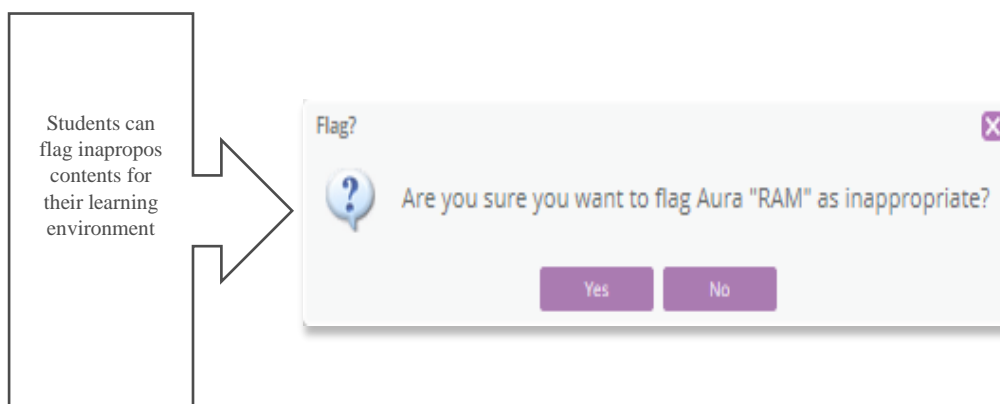 Students can
flag inapropos
contents for
their learning
environment
Flag?
Are you sure you want to flag Aura "RAM" as inappropriate?
Yes No